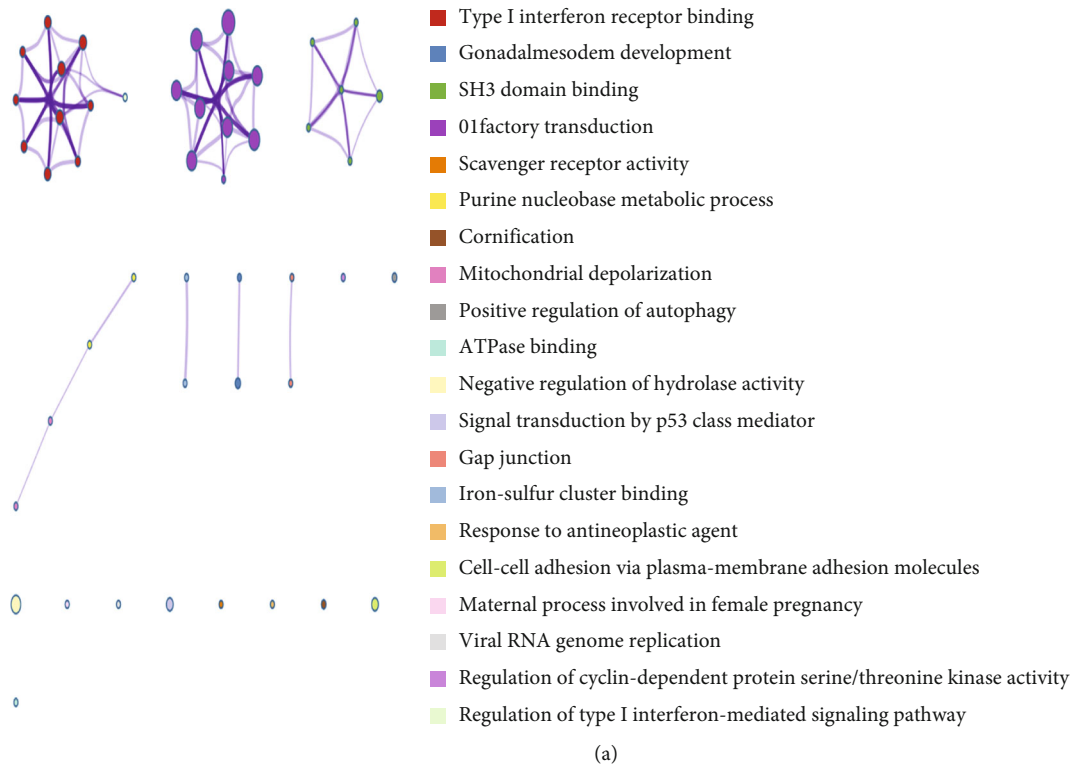 Type I interferon receptor binding
Gonadalmesodem development
SH3 domain binding
01factory transduction
Scavenger receptor activity
Purine nucleobase metabolic process
Cornification
Mitochondrial depolarization
Positive regulation of autophagy
ATPase binding
Negative regulation of hydrolase activity
Signal transduction by p53 class mediator
Gap junction
Iron-sulfur cluster binding
Response to antineoplastic agent
Cell-cell adhesion via plasma-membrane adhesion molecules
Maternal process involved in female pregnancy
Viral RNA genome replication
Regulation of cyclin-dependent protein serine/threonine kinase activity
Regulation of type I interferon-mediated signaling pathway
(a)